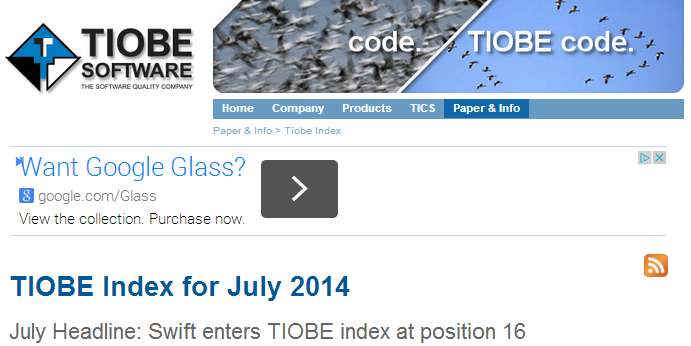 TIOBE
SOFTWARE
THE SOFTWARE QUALITY COMPANY
code. TIOBE code.
Home Company Products TICS Paper & Info
Paper & Info > Tiobe Index
Want Google Glass?
google.com/Glass
View the collection. Purchase now.
TIOBE Index for July 2014
July Headline: Swift enters TIOBE index at position 16